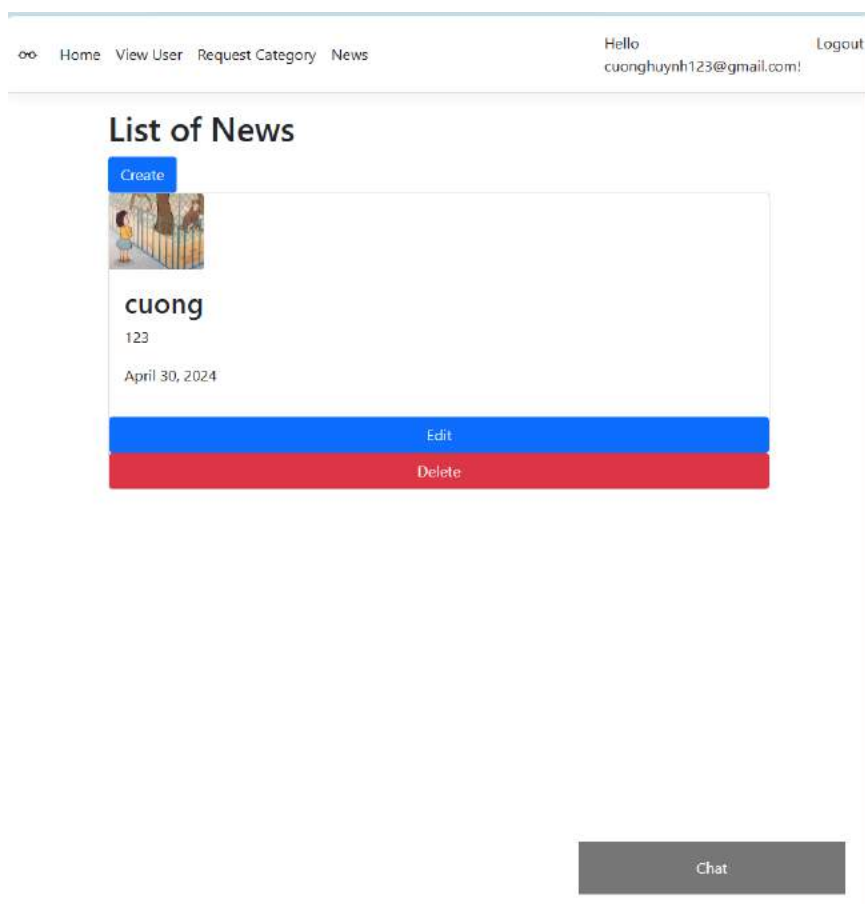 Home View User Request Category News
Hello
cuonghuynh123@gmail.com!
Logout
List of News
Create
cuong
123
April 30, 2024
Edit
Delete
Chat